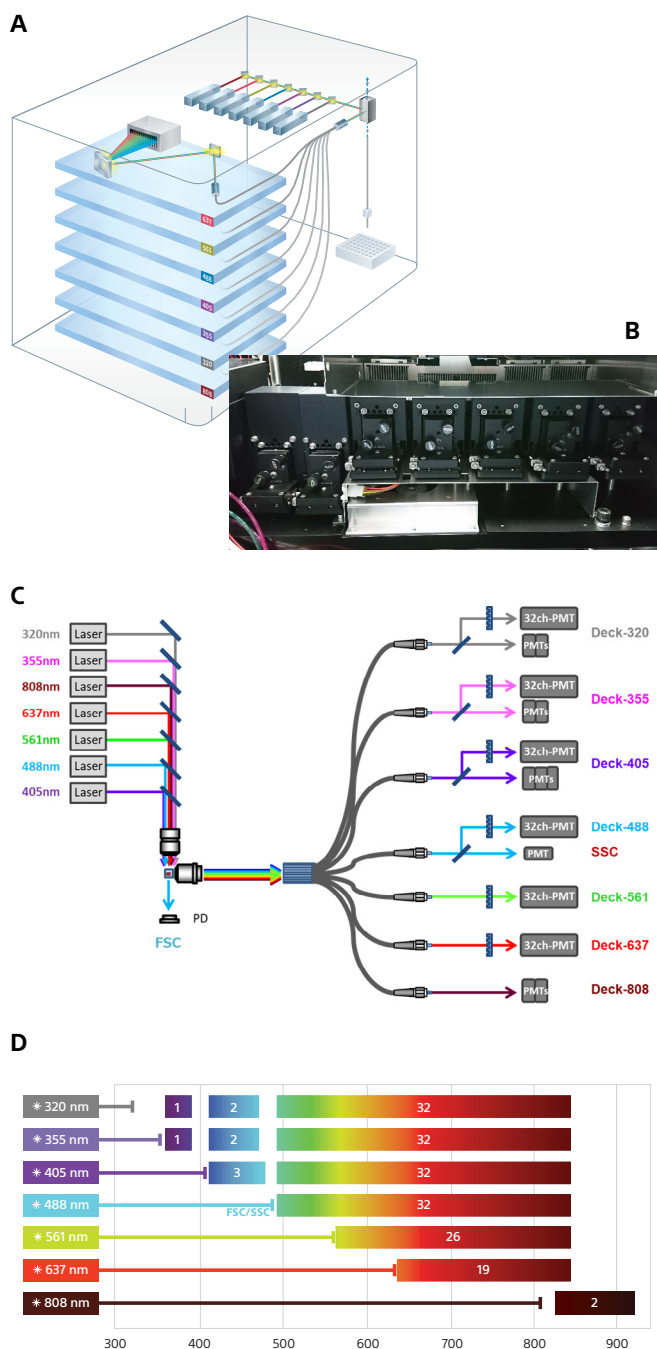 A
637
561
488
405
355
320
808
B
C
320nm Laser
355nm Laser
808nm Laser
637nm Laser
561nm Laser
488nm Laser
405nm Laser
PD
FSC
32ch-PMT
PMTs
Deck-320
32ch-PMT
PMTs
Deck-355
32ch-PMT
PMTs
Deck-405
32ch-PMT
Deck-488
PMT
SSC
32ch-PMT
Deck-561
32ch-PMT
Deck-637
PMTs
Deck-808
D
320 nm 1 2 32
355 nm 1 2 32
405 nm 3 32
488 nm 32
FSC/SSC
561 nm 26
637 nm 19
808 nm 2
300 400 500 600 700 800 900